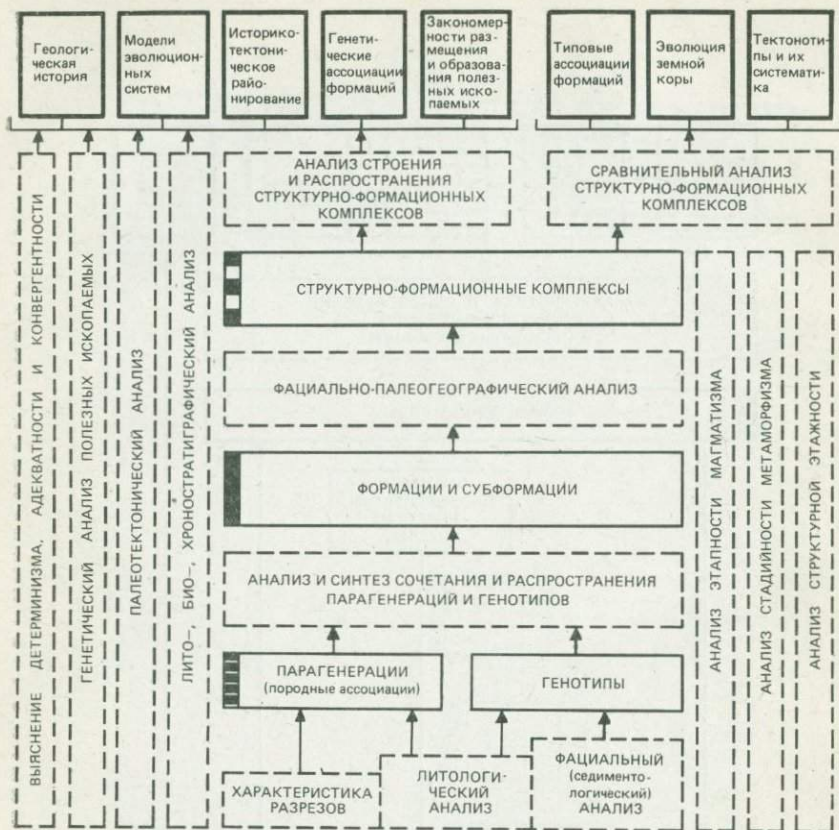 Геологи-
ческая
история
Модели
эволюцион-
ных
систем
Историко-
тектони-
ческое
райо-
нирование
Генети-
ческие
ассоциации
формаций
Закономер-
ности раз-
мещения
и образова-
ния полез-
ных иско-
паемых
Типовые
ассоциации
формаций
Эволюция
земной
коры
Тектоноти-
пы и их
системати-
ка
АНАЛИЗ СТРОЕНИЯ
И РАСПРОСТРАНЕНИЯ
СТРУКТУРНО-ФОРМАЦИОННЫХ
КОМПЛЕКСОВ
СРАВНИТЕЛЬНЫЙ АНАЛИЗ
СТРУКТУРНО-ФОРМАЦИОННЫХ
КОМПЛЕКСОВ
ВЫЯСНЕНИЕ ДЕТЕРМИНИЗМА, АДЕКВАТНОСТИ И КОНВЕРГЕНТНОСТИ
ГЕНЕТИЧЕСКИЙ АНАЛИЗ ПОЛЕЗНЫХ ИСКОПАЕМЫХ
ПАЛЕОТЕКТОНИЧЕСКИЙ АНАЛИЗ
ЛИТО–, БИО–, ХРОНОСТРАТИГРАФИЧЕСКИЙ АНАЛИЗ
СТРУКТУРНО-ФОРМАЦИОННЫЕ КОМПЛЕКСЫ
ФАЦИАЛЬНО-ПАЛЕОГЕОГРАФИЧЕСКИЙ АНАЛИЗ
ФОРМАЦИИ И СУБФОРМАЦИИ
АНАЛИЗ И СИНТЕЗ СОЧЕТАНИЯ И РАСПРОСТРАНЕНИЯ
ПАРАГЕНЕРАЦИЙ И ГЕНОТИПОВ
ПАРАГЕНЕРАЦИИ
(породные ассоциации)
ГЕНОТИПЫ
ХАРАКТЕРИСТИКА
РАЗРЕЗОВ
ЛИТОЛОГИ-
ЧЕСКИЙ
АНАЛИЗ
ФАЦИАЛЬНЫЙ
(седименто-
логический)
АНАЛИЗ
АНАЛИЗ ЭТАПНОСТИ МАГМАТИЗМА
АНАЛИЗ СТАДИЙНОСТИ МЕТАМОРФИЗМА
АНАЛИЗ СТРУКТУРНОЙ ЭТАЖНОСТИ